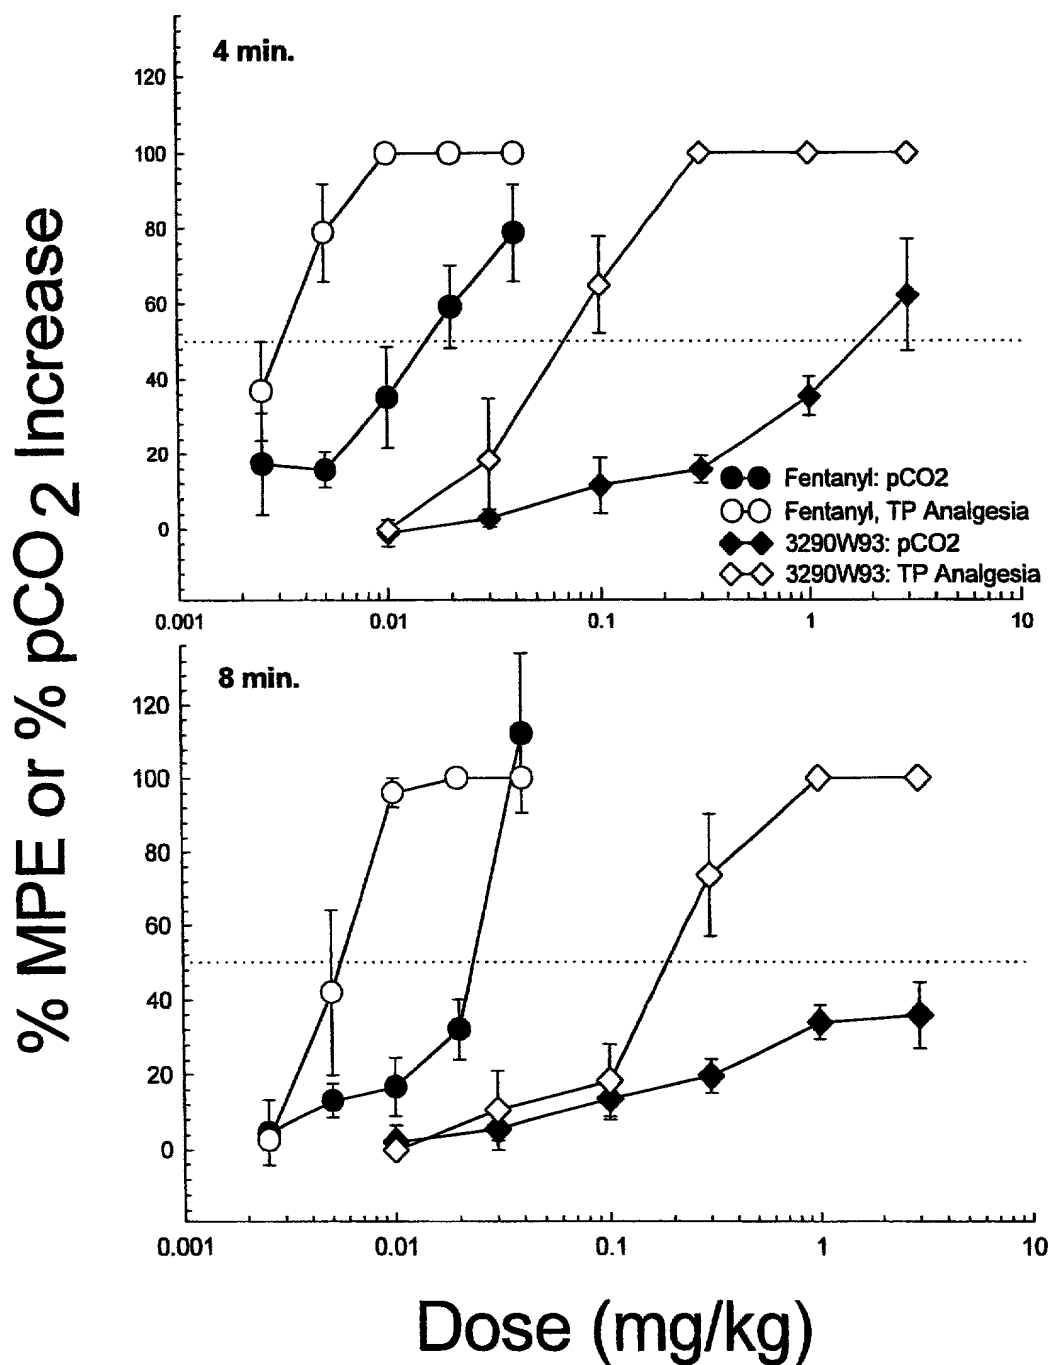 % MPE or % pCO2 Increase
4 min.
120
100
80
60
40
20
0
Fentanyl: pCO2
Fentanyl, TP Analgesia
3290W93: pCO2
3290W93: TP Analgesia
0.001 0.01 0.1 1 10
8 min.
120
100
80
60
40
20
0
0.001 0.01 0.1 1 10
Dose (mg/kg)